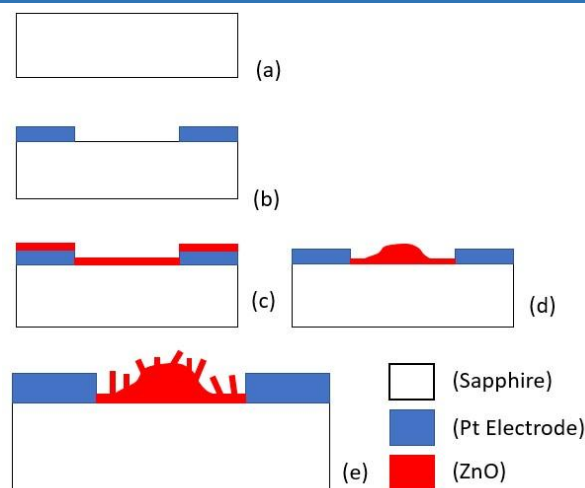 (a)
(b)
(c)
(d)
(e)
(Sapphire)
(Pt Electrode)
(ZnO)